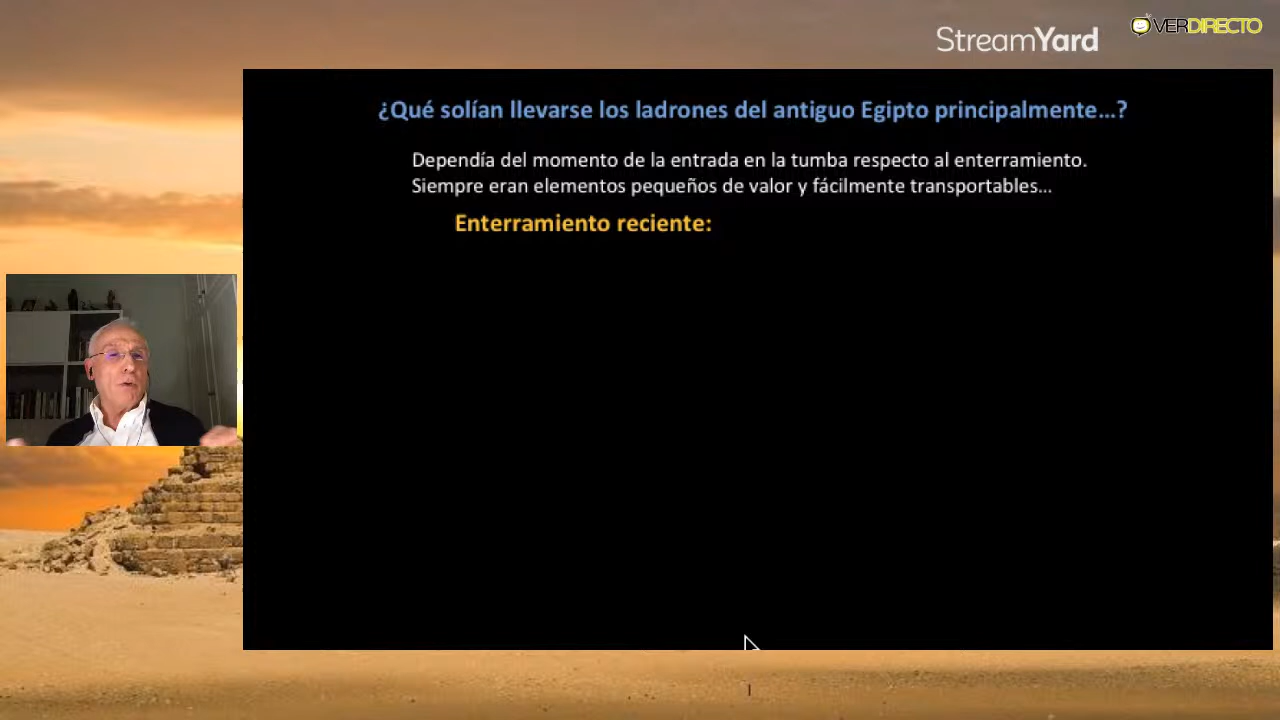 StreamYard
OVERDIRECTO
¿Qué solían llevarse los ladrones del antiguo Egipto principalmente...?
Dependía del momento de la entrada en la tumba respecto al enterramiento.
Siempre eran elementos pequeños de valor y fácilmente transportables...
Enterramiento reciente: